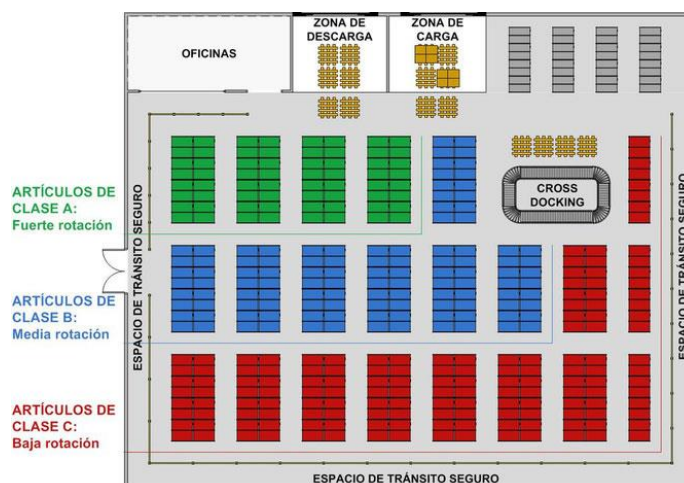 OFICINAS
ZONA DE
DESCARGA
ZONA DE
CARGA
CROSS
DOCKING
ARTÍCULOS DE
CLASE A:
Fuerte rotación
ARTÍCULOS DE
CLASE B:
Media rotación
ARTÍCULOS DE
CLASE C:
Baja rotación
ESPACIO DE TRÁNSITO SEGURO
ESPACIO DE TRÁNSITO SEGURO
ESPACIO DE TRÁNSITO SEGURO